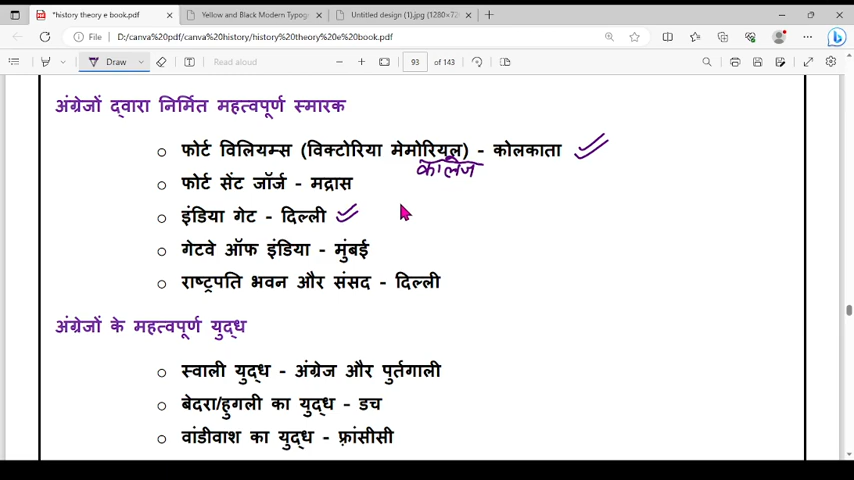 *history theory e book.pdf
Yellow and Black Modern Typogr
Untitled design (1).jpg (1280×72
File D:/canva%20pdf/canva%20history/history%20theory%20e%20book.pdf
Draw Read aloud 93 of 143
अंग्रेजों द्वारा निर्मित महत्वपूर्ण स्मारक
फोर्ट विलियम्स (विक्टोरिया मेमोरियल) - कोलकाता
कॉलेज
फोर्ट सेंट जॉर्ज - मद्रास
इंडिया गेट - दिल्ली
गेटवे ऑफ इंडिया - मुंबई
राष्ट्रपति भवन और संसद - दिल्ली
अंग्रेजों के महत्वपूर्ण युद्ध
स्वाली युद्ध - अंग्रेज और पुर्तगाली
बेदरा/हुगली का युद्ध - डच
वांडीवाश का युद्ध - फ़्रांसीसी